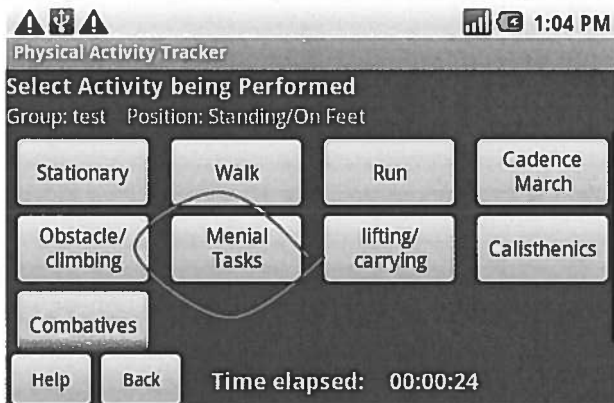 1:04 PM
Physical Activity Tracker
Select Activity being Performed
Group: test Position: Standing/On Feet
Stationary
Walk
Run
Cadence
March
Obstacle/
climbing
Menial
Tasks
lifting/
carrying
Calisthenics
Combatives
Help
Back
Time elapsed: 00:00:24